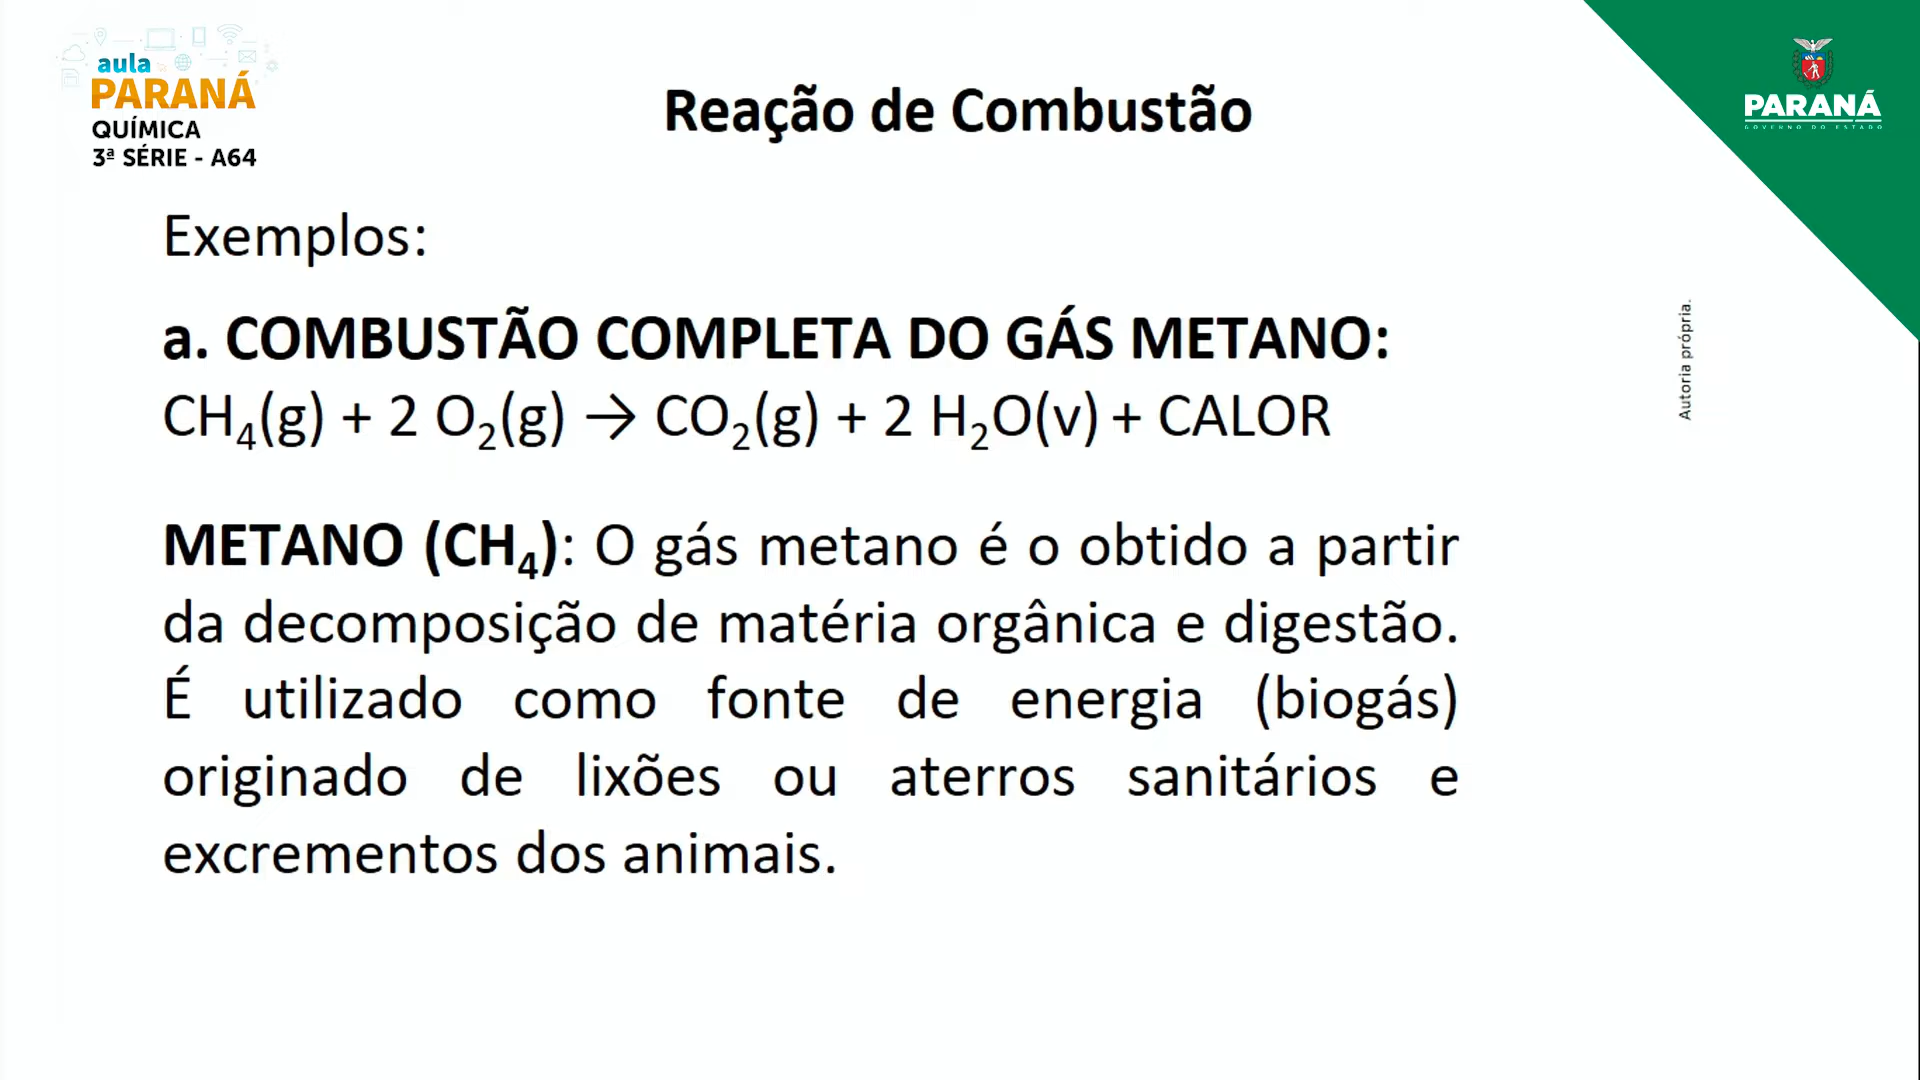 aula
PARANÁ
QUÍMICA
3ª SÉRIE - A64
Reação de Combustão
PARANÁ
GOVERNO DO ESTADO
Exemplos:
a. COMBUSTÃO COMPLETA DO GÁS METANO:
CH₄(g) + 2 O₂(g) → CO₂(g) + 2 H₂O(v) + CALOR
Autoria própria.
METANO (CH₄): O gás metano é o obtido a partir
da decomposição de matéria orgânica e digestão.
É utilizado como fonte de energia (biogás)
originado de lixões ou aterros sanitários e
excrementos dos animais.